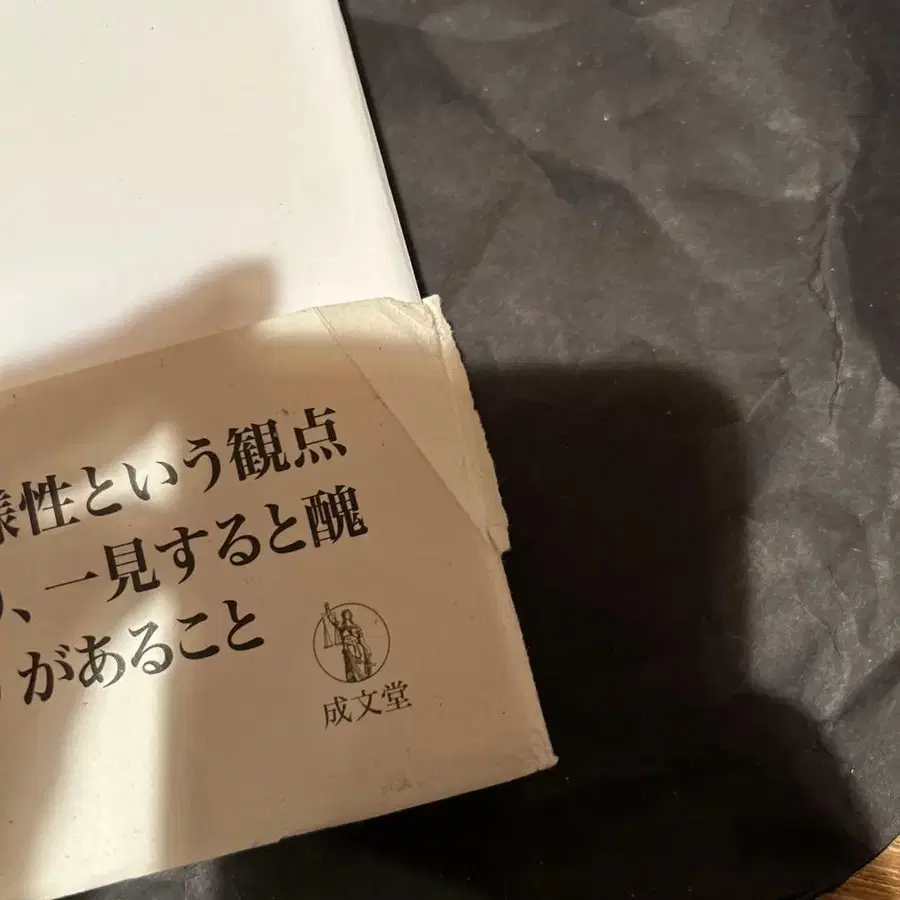 様性という観点
、一見すると醜
があること
成文堂